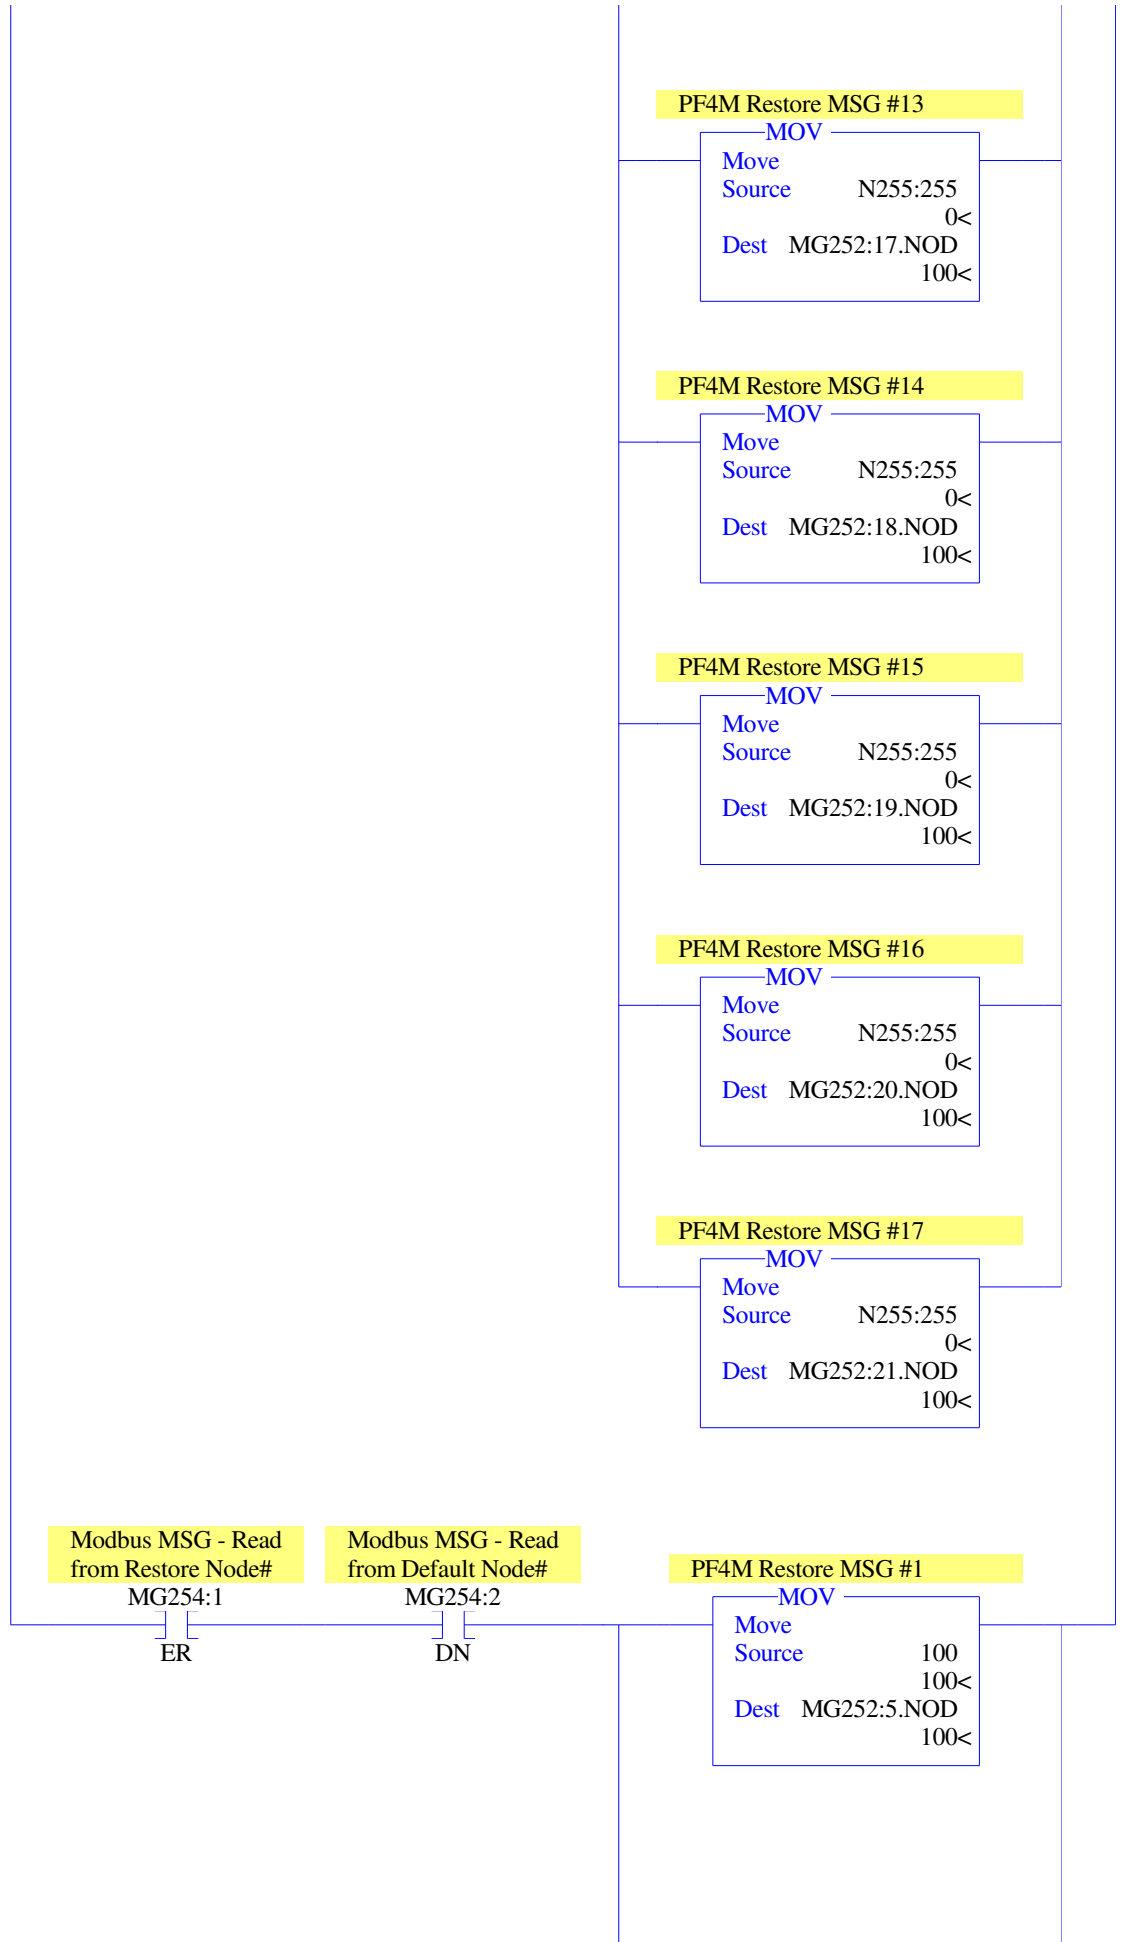 PF4M Restore MSG #13
MOV
Move
Source N255:255
0<
Dest MG252:17.NOD
100<
PF4M Restore MSG #14
MOV
Move
Source N255:255
0<
Dest MG252:18.NOD
100<
PF4M Restore MSG #15
MOV
Move
Source N255:255
0<
Dest MG252:19.NOD
100<
PF4M Restore MSG #16
MOV
Move
Source N255:255
0<
Dest MG252:20.NOD
100<
PF4M Restore MSG #17
MOV
Move
Source N255:255
0<
Dest MG252:21.NOD
100<
Modbus MSG - Read
from Restore Node#
MG254:1
ER
Modbus MSG - Read
from Default Node#
MG254:2
DN
PF4M Restore MSG #1
MOV
Move
Source 100
100<
Dest MG252:5.NOD
100<